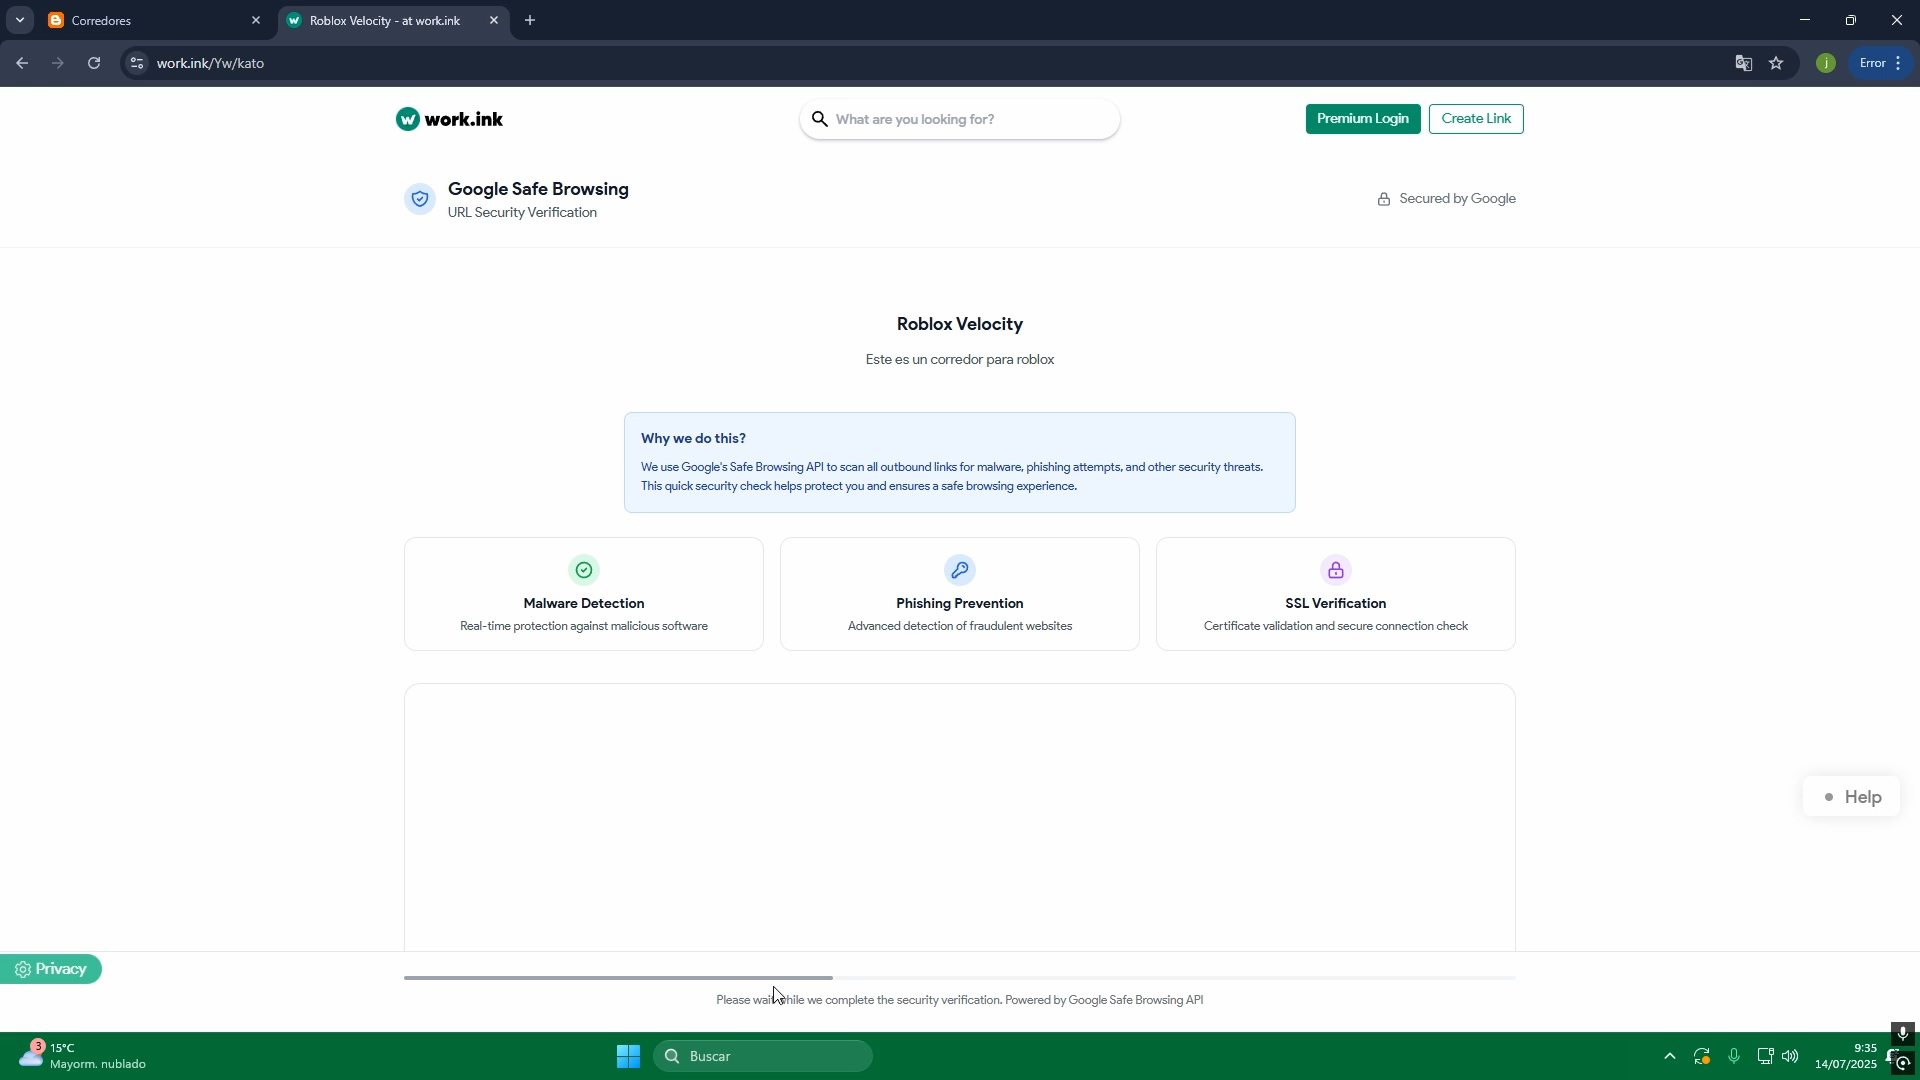 Corredores
Roblox Velocity - at work.ink
work.ink/Yw/kato
j
Error
w work.ink
What are you looking for?
Premium Login
Create Link
Google Safe Browsing
URL Security Verification
Secured by Google
Roblox Velocity
Este es un corredor para roblox
Why we do this?
We use Google's Safe Browsing API to scan all outbound links for malware, phishing attempts, and other security threats.
This quick security check helps protect you and ensures a safe browsing experience.
Malware Detection
Real-time protection against malicious software
Phishing Prevention
Advanced detection of fraudulent websites
SSL Verification
Certificate validation and secure connection check
Help
Privacy
Please wait while we complete the security verification. Powered by Google Safe Browsing API
3
15°C
Mayorm. nublado
Buscar
9:35
14/07/2025